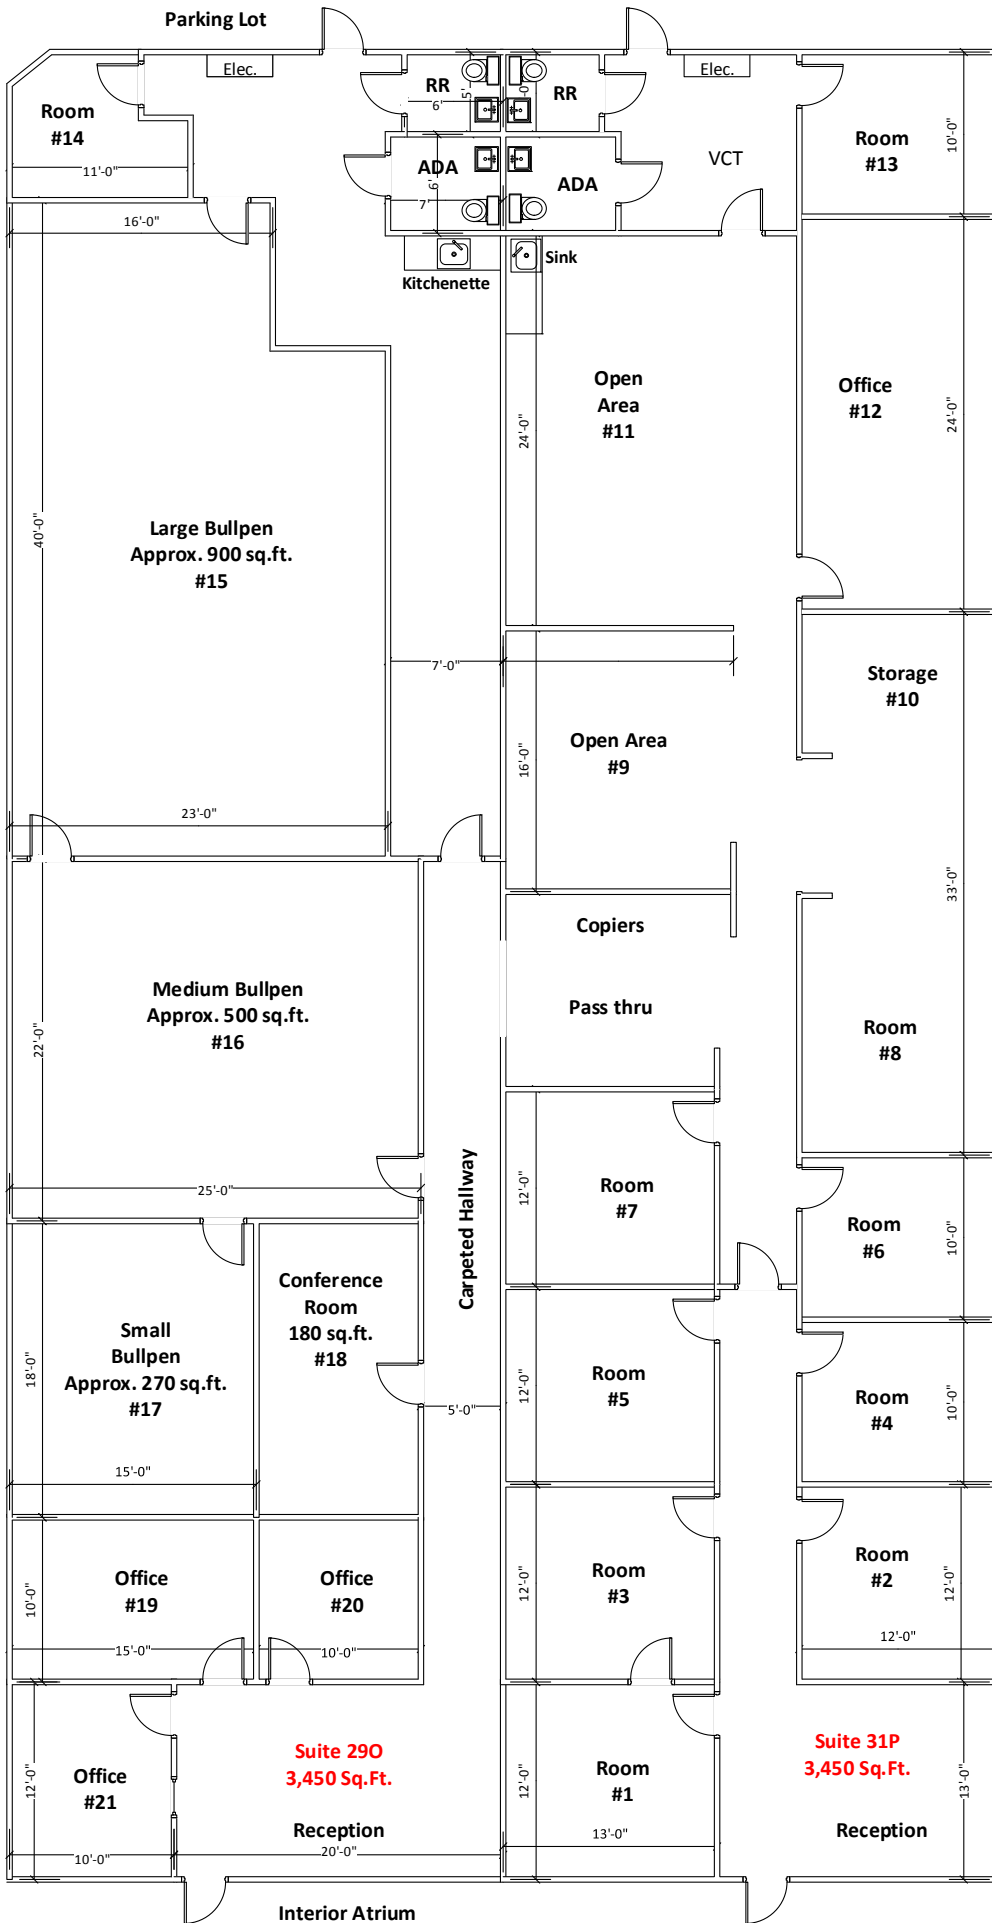 Parking Lot
Elec.
Elec.
RR
5'
6'
0"
RR
Room
#14
11'-0"
Room
#13
10'-0"
VCT
ADA
6'
7'
ADA
16'-0"
Kitchenette
Sink
Open
Area
#11
24'-0"
Office
#12
24'-0"
Large Bullpen
Approx. 900 sq.ft.
#15
40'-0"
7'-0"
Storage
#10
Open Area
#9
16'-0"
23'-0"
33'-0"
Copiers
Pass thru
Medium Bullpen
Approx. 500 sq.ft.
#16
22'-0"
25'-0"
Room
#8
Carpeted Hallway
Room
#7
12'-0"
Room
#6
10'-0"
Conference
Room
180 sq.ft.
#18
Small
Bullpen
Approx. 270 sq.ft.
#17
18'-0"
15'-0"
5'-0"
Room
#5
12'-0"
Room
#4
10'-0"
Office
#19
10'-0"
15'-0"
Office
#20
10'-0"
Room
#3
12'-0"
Room
#2
12'-0"
12'-0"
Office
#21
12'-0"
10'-0"
Suite 29O
3,450 Sq.Ft.
Reception
20'-0"
Room
#1
12'-0"
13'-0"
Suite 31P
3,450 Sq.Ft.
Reception
13'-0"
Interior Atrium